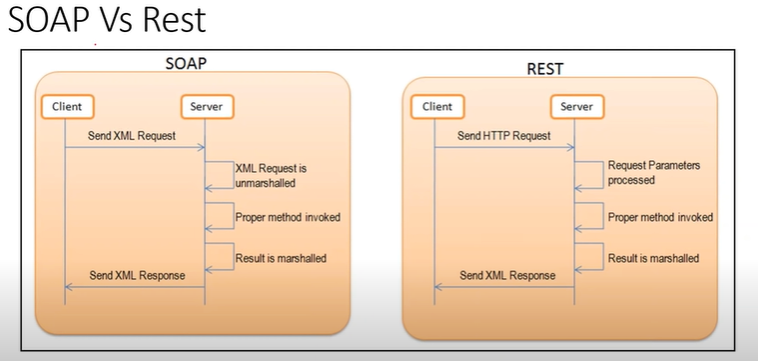 SOAP Vs Rest
SOAP
Client
Server
Send XML Request
XML Request is
unmarshalled
Proper method invoked
Result is marshalled
Send XML Response
REST
Client
Server
Send HTTP Request
Request Parameters
processed
Proper method invoked
Result is marshalled
Send XML Response